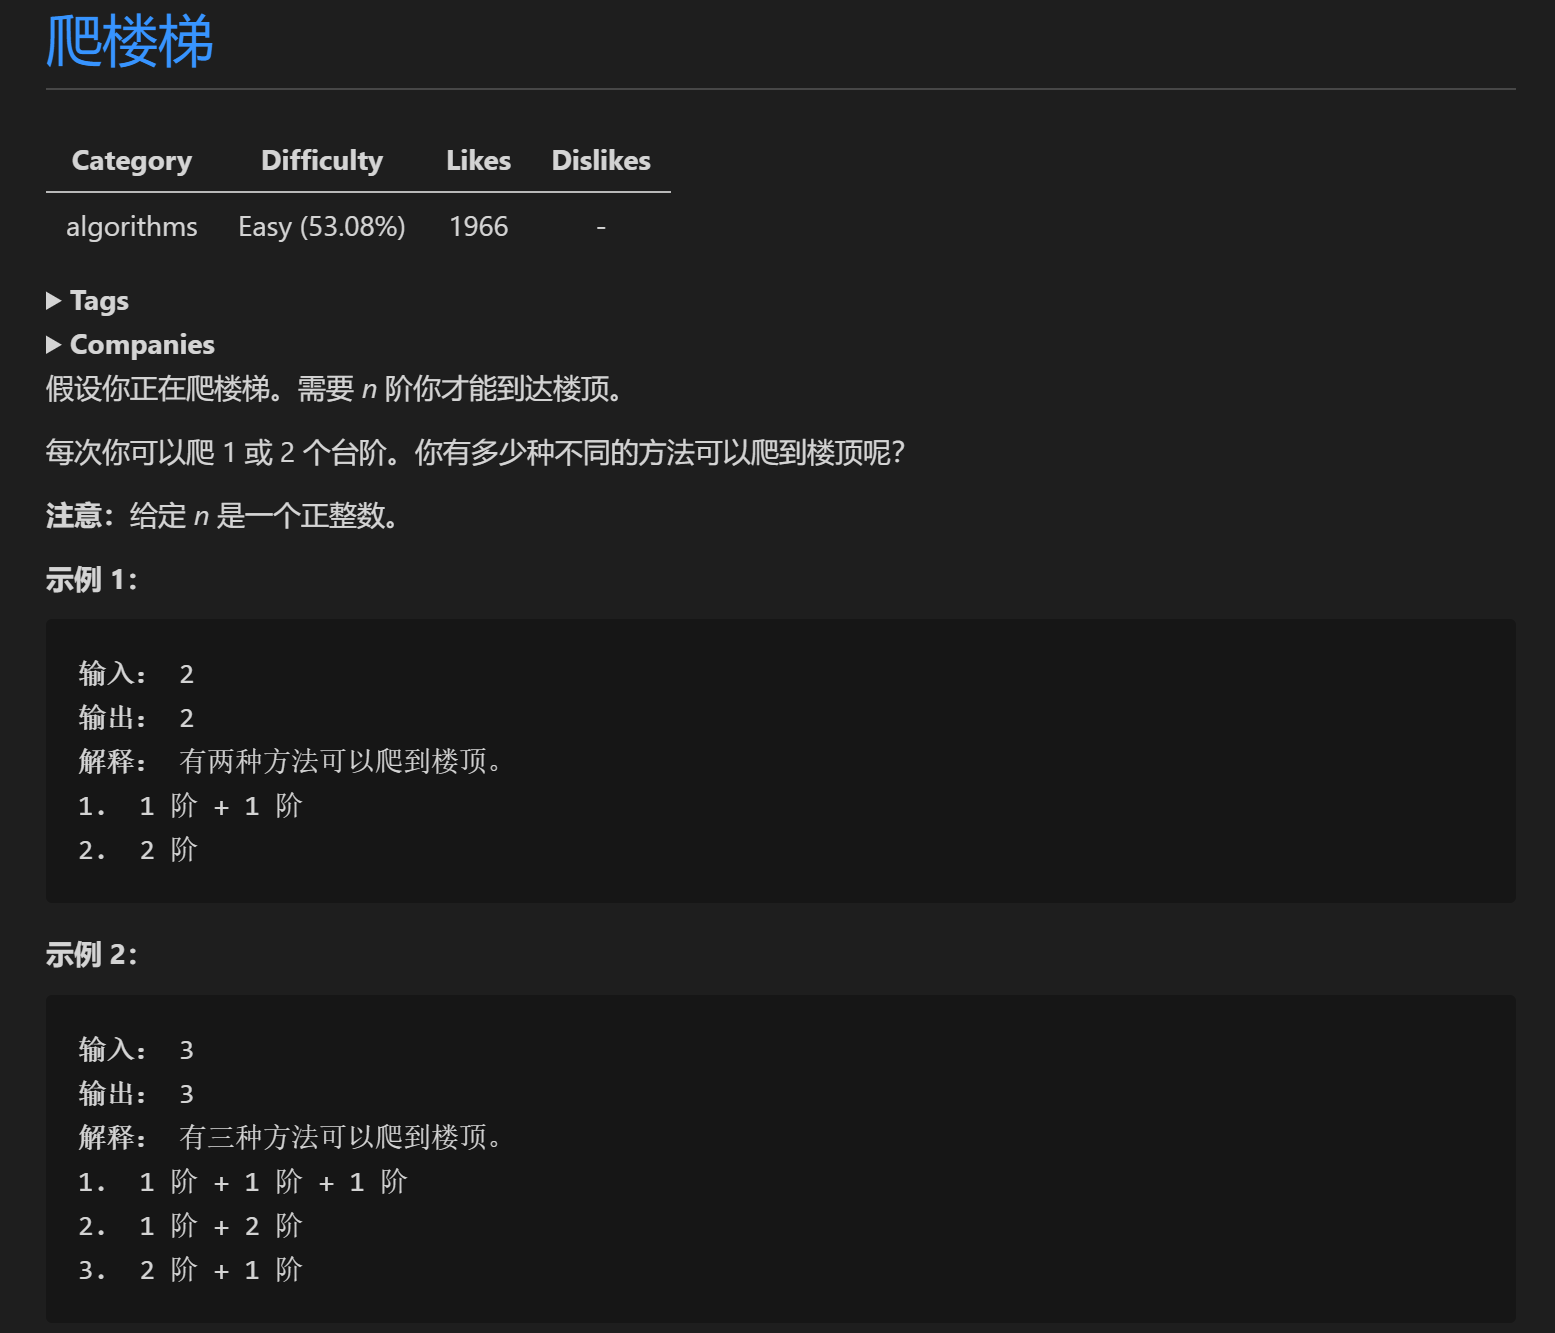 爬楼梯
Category Difficulty Likes Dislikes
algorithms Easy (53.08%) 1966 -
▶ Tags
▶ Companies
假设你正在爬楼梯。需要 n 阶你才能到达楼顶。
每次你可以爬 1 或 2 个台阶。你有多少种不同的方法可以爬到楼顶呢？
注意：给定 n 是一个正整数。
示例 1：
输入： 2
输出： 2
解释： 有两种方法可以爬到楼顶。
1. 1 阶 + 1 阶
2. 2 阶
示例 2：
输入： 3
输出： 3
解释： 有三种方法可以爬到楼顶。
1. 1 阶 + 1 阶 + 1 阶
2. 1 阶 + 2 阶
3. 2 阶 + 1 阶